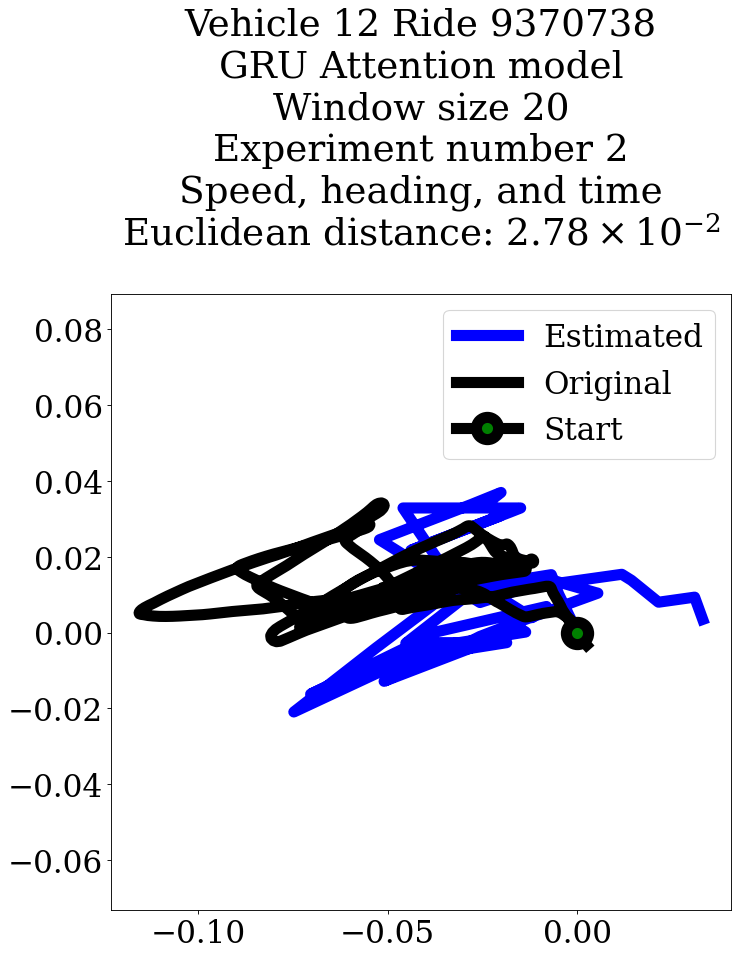 Vehicle 12 Ride 9370738
GRU Attention model
Window size 20
Experiment number 2
Speed, heading, and time
Euclidean distance: 2.78 × 10⁻²
Estimated
Original
Start
0.08
0.06
0.04
0.02
0.00
−0.02
−0.04
−0.06
−0.10 −0.05 0.00